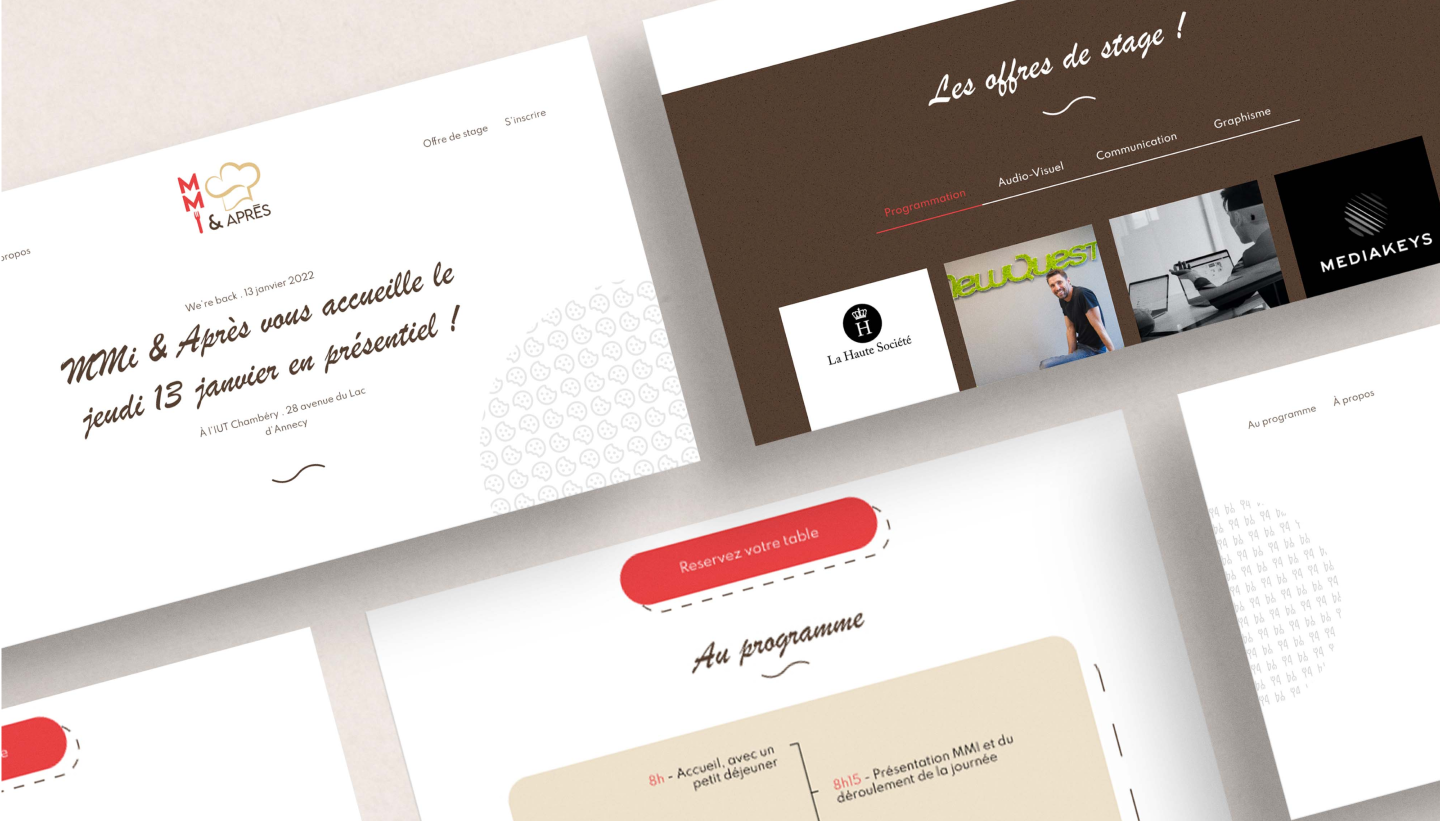 Offre de stage S'inscrire
MMI
& APRÈS
propos
We're back . 13 janvier 2022
MMi & Après vous accueille le
jeudi 13 janvier en présentiel !
À l'IUT Chambéry . 28 avenue du Lac
d'Annecy
Les offres de stage !
Programmation Audio-Visuel Communication Graphisme
H
La Haute Société
NewQuest
MEDIAKEYS
Reservez votre table
Au programme
8h - Accueil, avec un
petit déjeuner
8h15 - Présentation MMI et du
déroulement de la journée
Au programme À propos
e